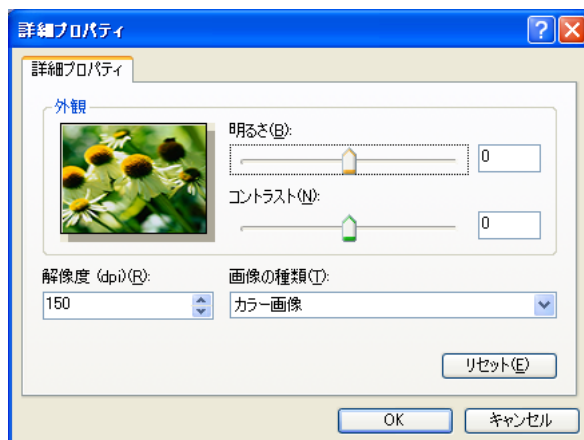 詳細プロパティ
詳細プロパティ
外観
明るさ(B):
0
コントラスト(N):
0
解像度 (dpi)(R):
画像の種類(T):
150
カラー画像
リセット(E)
OK
キャンセル